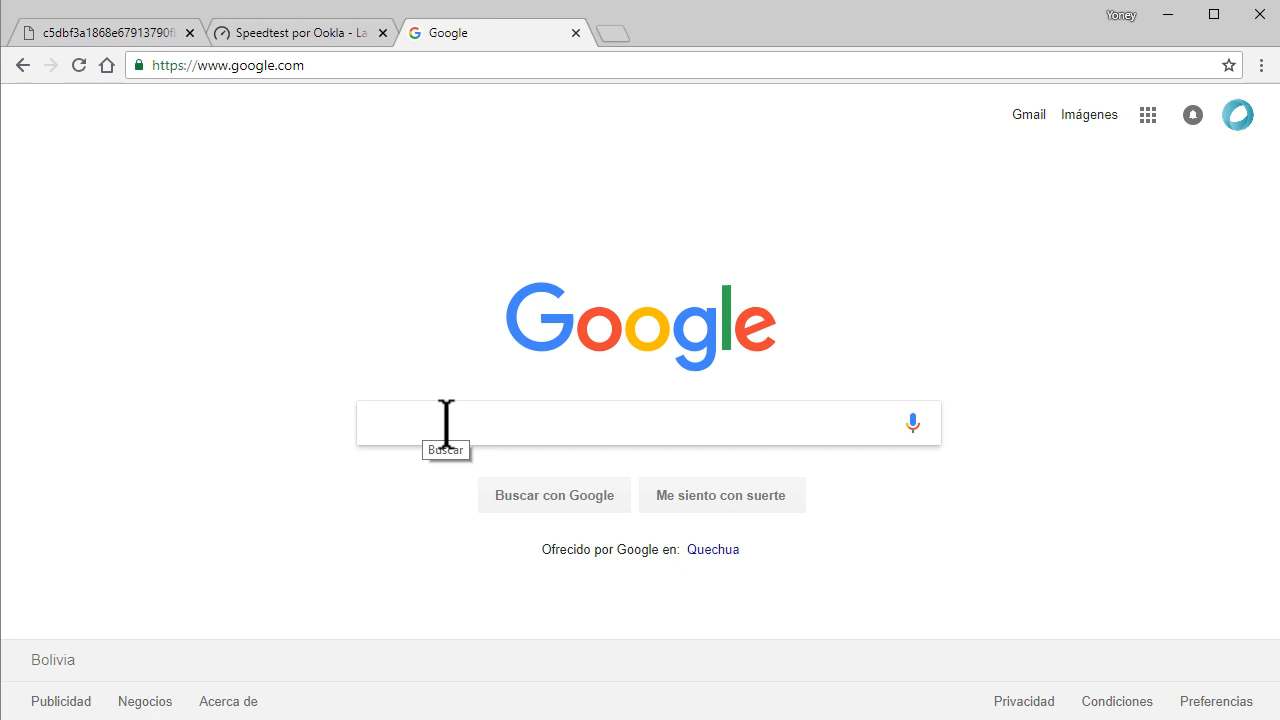 Yoney
c5dbf3a1868e67913790f
Speedtest por Ookla - La
Google
https://www.google.com
Gmail
Imágenes
Google
Buscar
Buscar con Google
Me siento con suerte
Ofrecido por Google en: Quechua
Bolivia
Publicidad
Negocios
Acerca de
Privacidad
Condiciones
Preferencias